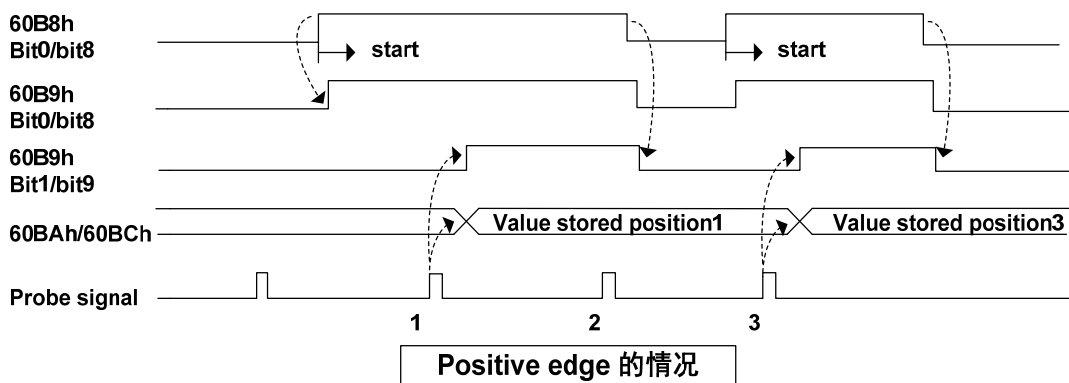 60B8h
Bit0/bit8
start
start
60B9h
Bit0/bit8
60B9h
Bit1/bit9
60BAh/60BCh
Value stored position1
Value stored position3
Probe signal
1
2
3
Positive edge 的情况